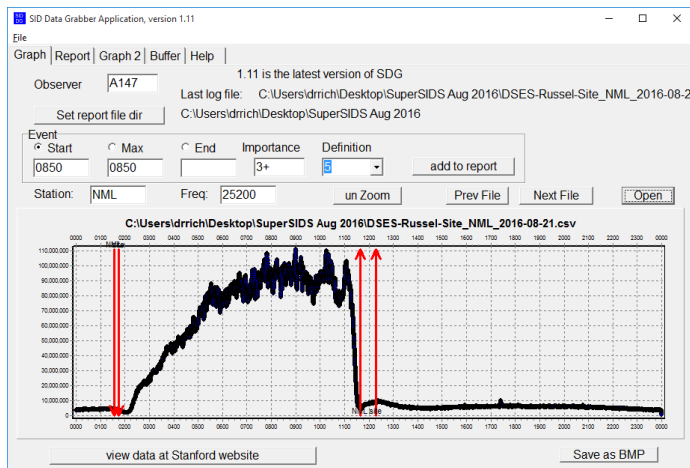 SID Data Grabber Application, version 1.11
File
Graph Report Graph 2 Buffer Help
Observer A147 1.11 is the latest version of SDG
Last log file: C:\Users\drrich\Desktop\SuperSIDS Aug 2016\DSES-Russel-Site_NML_2016-08-2
Set report file dir C:\Users\drrich\Desktop\SuperSIDS Aug 2016
Event
Start Max End Importance Definition
0850 0850 3+ 5 add to report
Station: NML Freq: 25200 un Zoom Prev File Next File Open
C:\Users\drrich\Desktop\SuperSIDS Aug 2016\DSES-Russel-Site_NML_2016-08-21.csv
0000 0100 0200 0300 0400 0500 0600 0700 0800 0900 1000 1100 1200 1300 1400 1500 1600 1700 1800 1900 2000 2100 2200 2300 0000
110,000,000
100,000,000
90,000,000
80,000,000
70,000,000
60,000,000
50,000,000
40,000,000
30,000,000
20,000,000
10,000,000
0
0000 0100 0200 0300 0400 0500 0600 0700 0800 0900 1000 1100 1200 1300 1400 1500 1600 1700 1800 1900 2000 2100 2200 2300 0000
view data at Stanford website Save as BMP